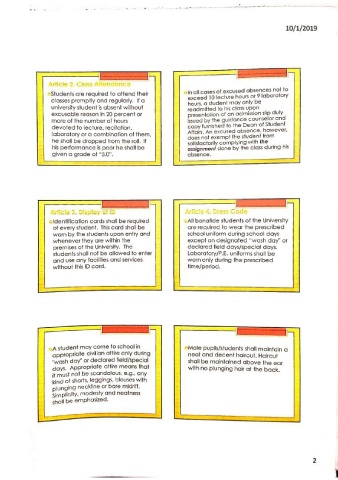 10/1/2019
Article 2. Class Attendance
Students are required to attend their
classes promptly and regularly. If a
university student is absent without
excusable reason in 20 percent or
more of the number of hours
devoted to lecture, recitation,
laboratory or a combination of them,
he shall be dropped from the roll. If
his performance is poor he shall be
given a grade of "5.0".
In all cases of excused absences not to
exceed 10 lecture hours or 9 laboratory
hours, a student may only be
readmitted to his class upon
presentation of an admission slip duly
issued by the guidance counselor and
copy furnished to the Dean of Student
Affairs. An excused absence, however,
does not exempt the student from
satisfactorily complying with the
assignment done by the class during his
absence.
Article 3. Display of ID
Identification cards shall be required
of every student. This card shall be
worn by the students upon entry and
whenever they are within the
premises of the University. The
students shall not be allowed to enter
and use any facilities and services
without this ID card.
Article 4. Dress Code
All bonafide students of the University
are required to wear the prescribed
school uniform during school days
except on designated "wash day" or
declared field days/special days.
Laboratory/P.E. uniforms shall be
worn only during the prescribed
time/period.
A student may come to school in
appropriate civilian attire only during
"wash day" or declared field/special
days. Appropriate attire means that
it must not be scandalous, e.g., any
kind of shorts, leggings, blouses with
plunging neckline or bare midriff.
Simplicity, modesty and neatness
shall be emphasized.
Male pupils/students shall maintain a
neat and decent haircut. Haircut
shall be maintained above the ear
with no plunging hair at the back.
2